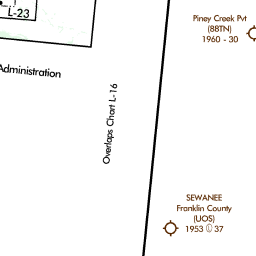 L-23
Administration
Overlaps Chart L-16
Piney Creek Pvt
(88TN)
1960 - 30
SEWANEE
Franklin County
(UOS)
1953 Ⓛ 37